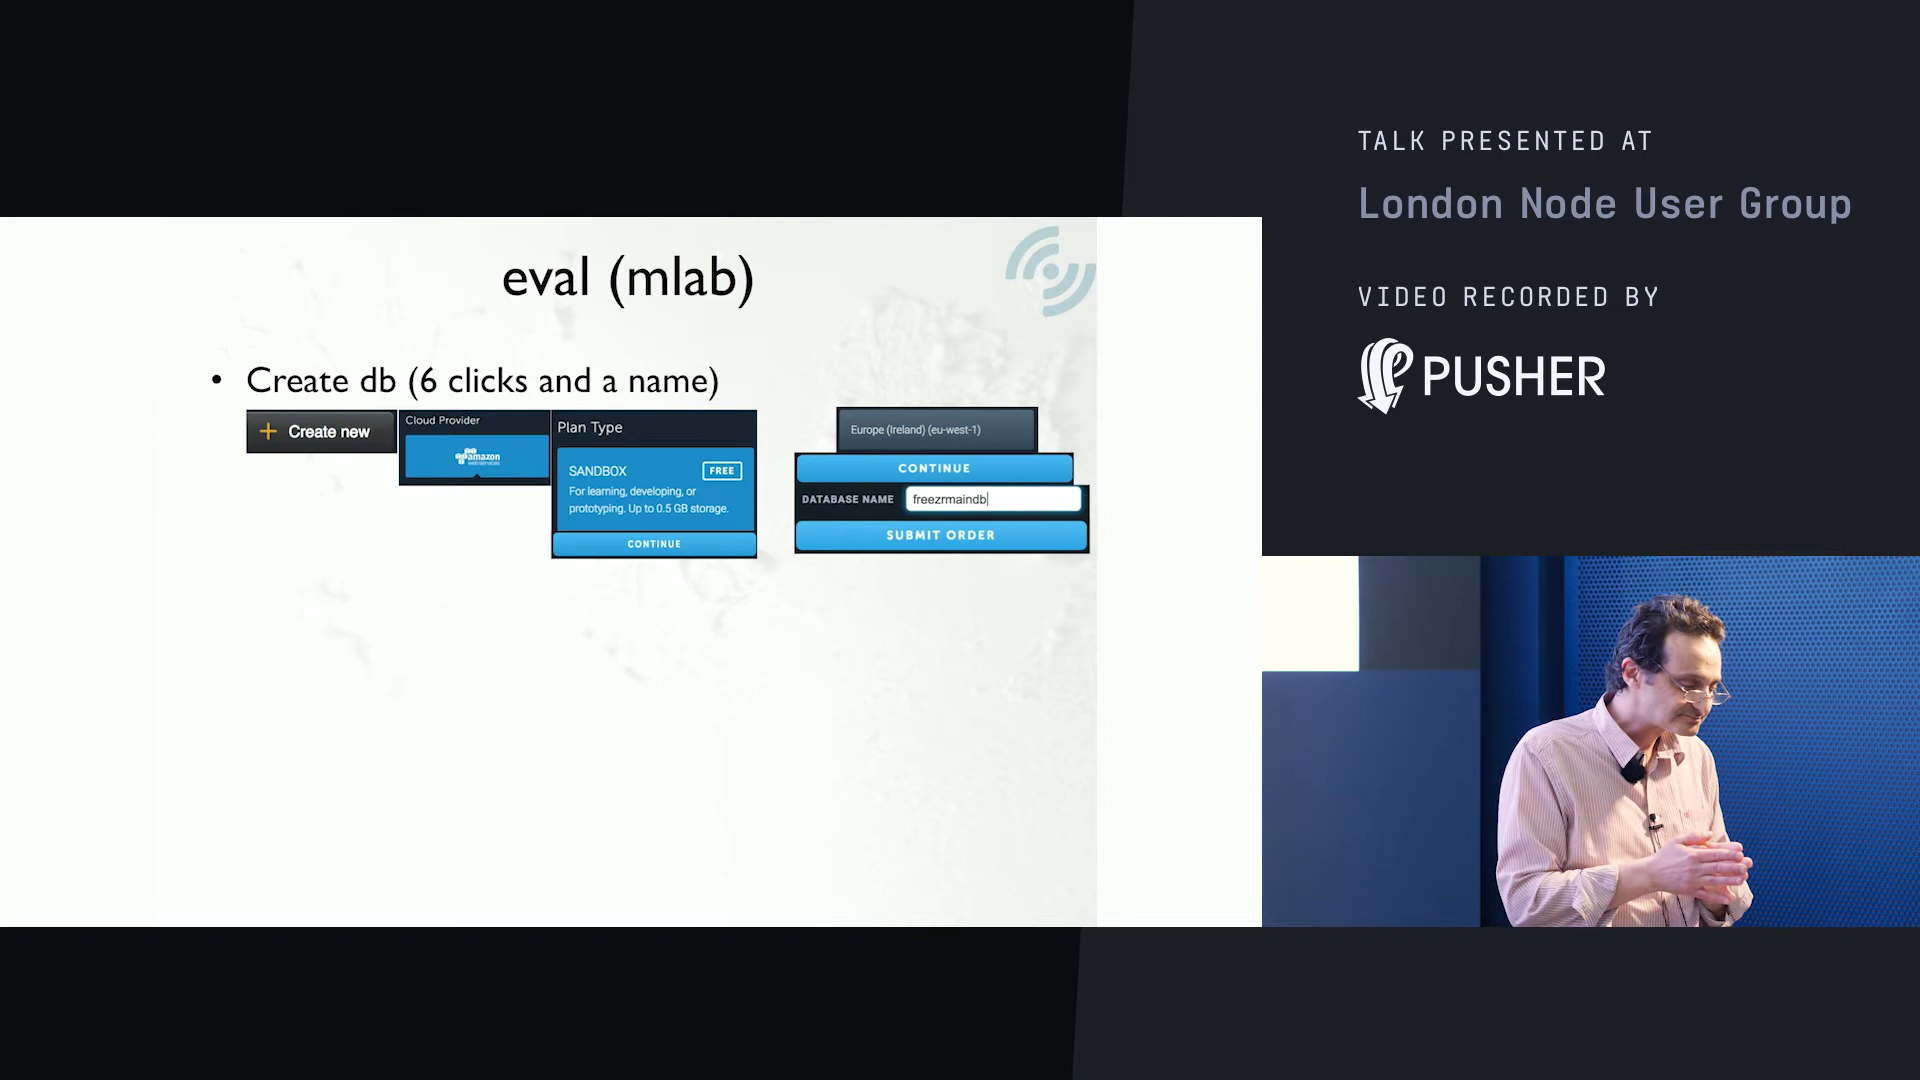 TALK PRESENTED AT
London Node User Group
VIDEO RECORDED BY
PUSHER
eval (mlab)
• Create db (6 clicks and a name)
+ Create new
Cloud Provider
amazon
webservices
Plan Type
SANDBOX
FREE
For learning, developing, or
prototyping. Up to 0.5 GB storage.
CONTINUE
Europe (Ireland) (eu-west-1)
CONTINUE
DATABASE NAME
freezrmaindb
SUBMIT ORDER